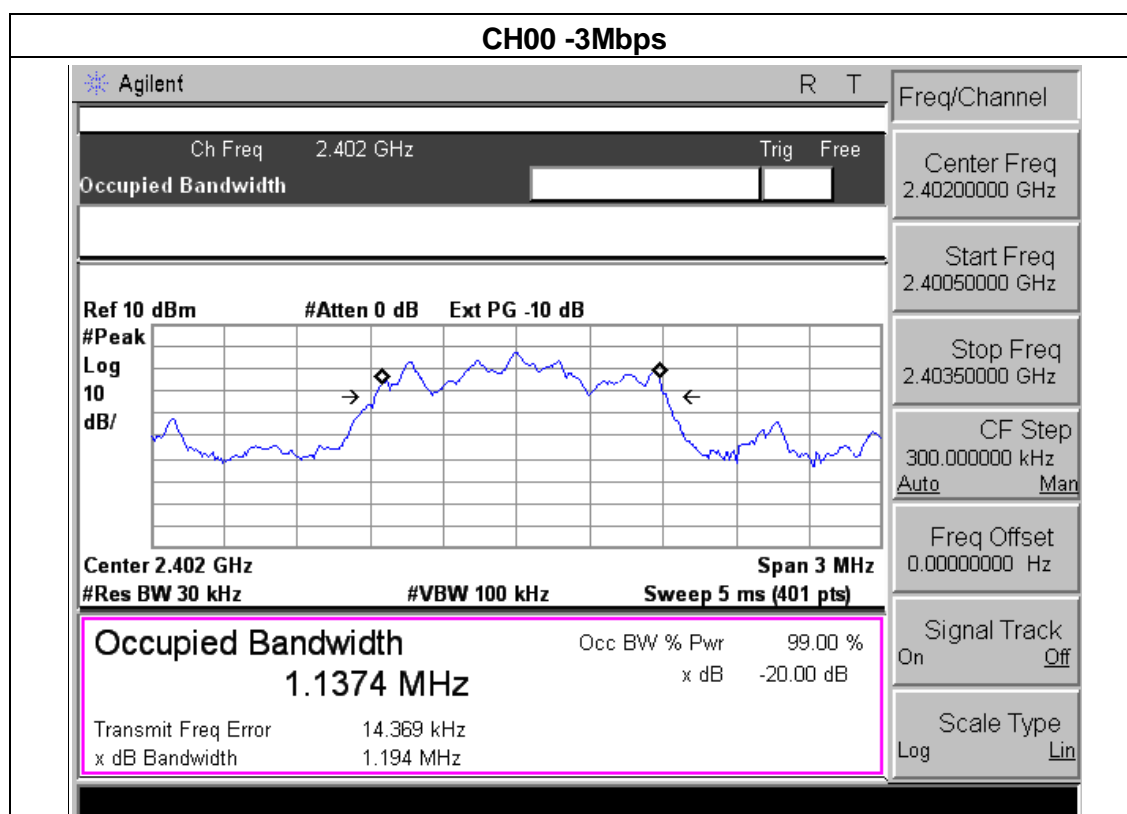 CH00 -3Mbps
Agilent R T
Ch Freq 2.402 GHz Trig Free
Occupied Bandwidth
Ref 10 dBm #Atten 0 dB Ext PG -10 dB
#Peak
Log
10
dB/
Center 2.402 GHz Span 3 MHz
#Res BW 30 kHz #VBW 100 kHz Sweep 5 ms (401 pts)
Occupied Bandwidth Occ BW % Pwr 99.00 %
1.1374 MHz x dB -20.00 dB
Transmit Freq Error 14.369 kHz
x dB Bandwidth 1.194 MHz
Freq/Channel
Center Freq
2.40200000 GHz
Start Freq
2.40050000 GHz
Stop Freq
2.40350000 GHz
CF Step
300.000000 kHz
Auto Man
Freq Offset
0.00000000 Hz
Signal Track
On Off
Scale Type
Log Lin